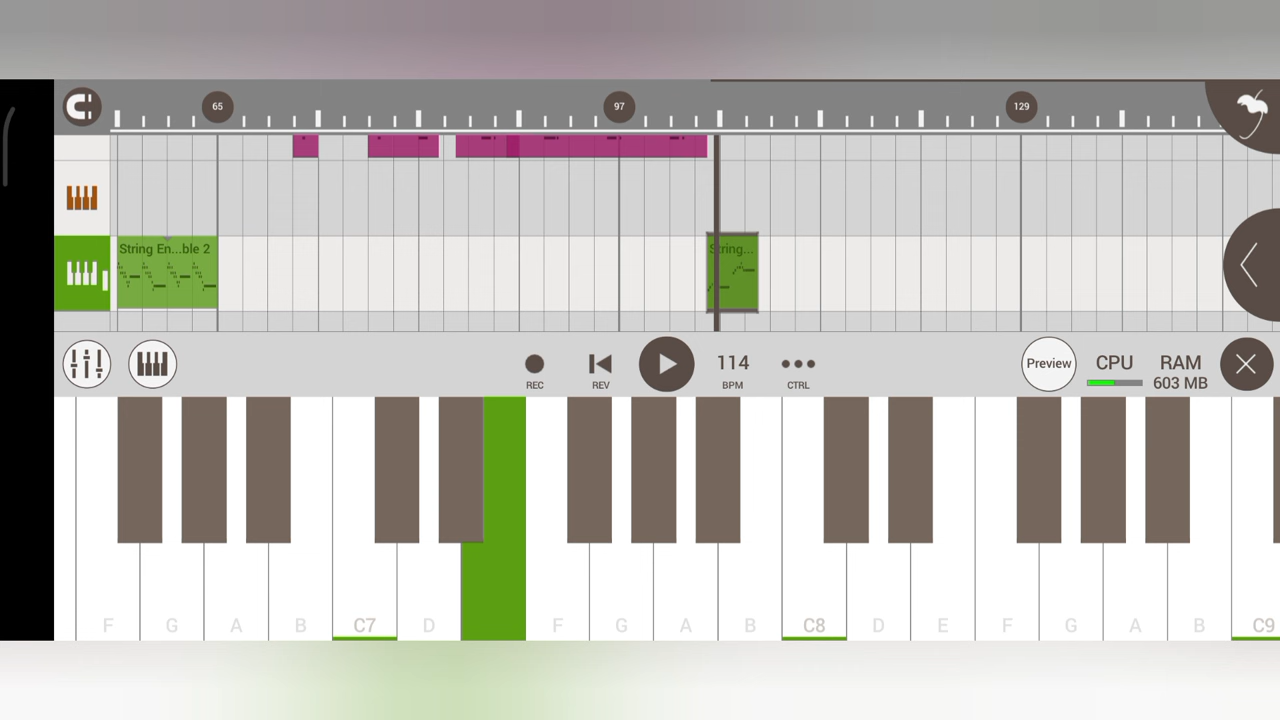 65 97 129
String En...ble 2 String...
114 Preview CPU RAM
603 MB
REC REV BPM CTRL
F G A B C7 D F G A B C8 D E F G A B C9